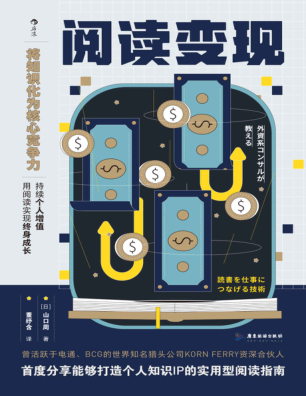 后浪
阅读变现
将知识化为核心竞争力
持续个人增值
用阅读实现终身成长
外資系コンサルが
教える
読書を仕事に
つなげる技術
[日]山口周 著
董纾含 译
曾活跃于电通、BCG的世界知名猎头公司KORN FERRY资深合伙人
首度分享能够打造个人知识IP的实用型阅读指南